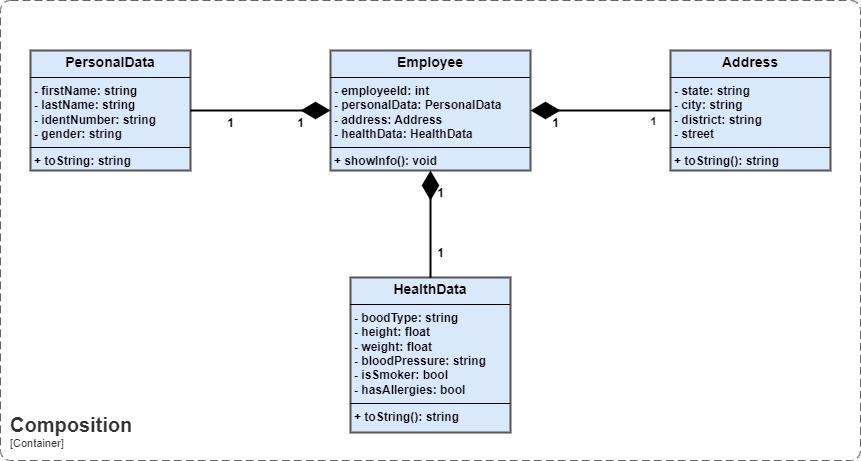 PersonalData
- firstName: string
- lastName: string
- identNumber: string
- gender: string
+ toString: string
1
1
Employee
- employeeId: int
- personalData: PersonalData
- address: Address
- healthData: HealthData
+ showInfo(): void
1
1
Address
- state: string
- city: string
- district: string
- street
+ toString(): string
1
1
HealthData
- boodType: string
- height: float
- weight: float
- bloodPressure: string
- isSmoker: bool
- hasAllergies: bool
+ toString(): string
Composition
[Container]